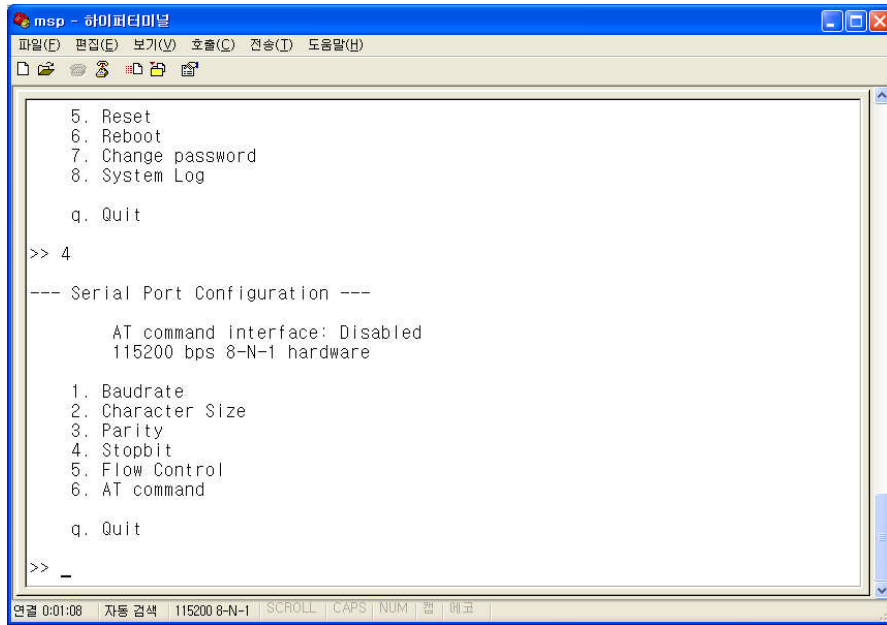 msp - 하이퍼터미널
파일(F) 편집(E) 보기(V) 호출(C) 전송(T) 도움말(H)
5. Reset
6. Reboot
7. Change password
8. System Log
q. Quit
>> 4
--- Serial Port Configuration ---
AT command interface: Disabled
115200 bps 8-N-1 hardware
1. Baudrate
2. Character Size
3. Parity
4. Stopbit
5. Flow Control
6. AT command
q. Quit
>> _
연결 0:01:08 자동 검색 115200 8-N-1 SCROLL CAPS NUM 캡 에코